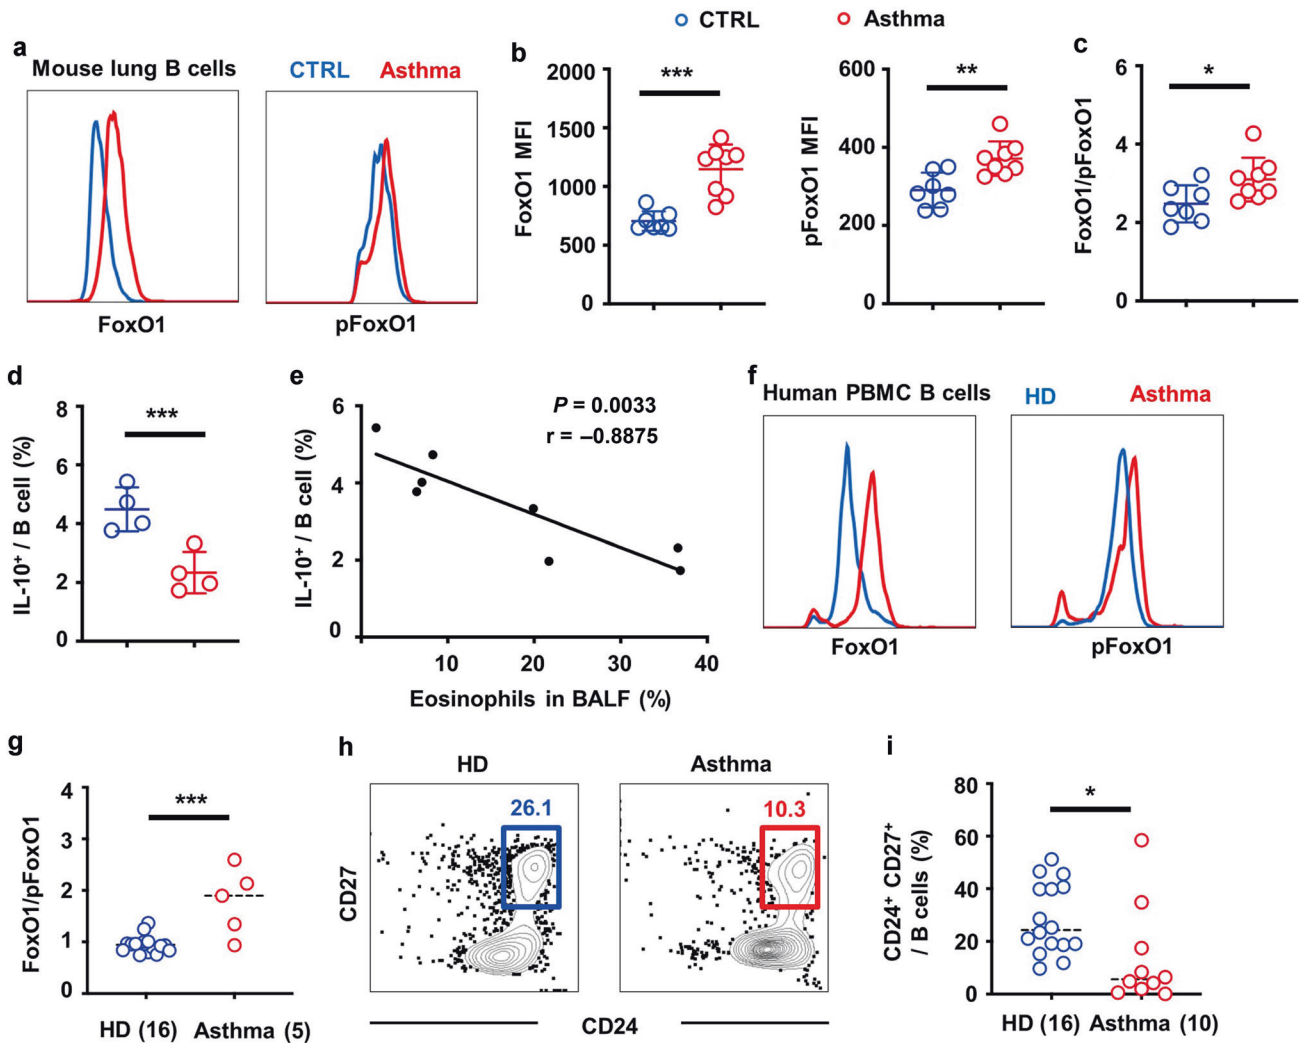 CTRL Asthma
a
Mouse lung B cells
CTRL Asthma
FoxO1
pFoxO1
b
2000
1500
1000
500
0
FoxO1 MFI
***
600
400
200
0
pFoxO1 MFI
**
c
6
4
2
0
FoxO1/pFoxO1
*
d
8
6
4
2
0
IL-10⁺ / B cell (%)
***
e
6
4
2
0
IL-10⁺ / B cell (%)
P = 0.0033
r = –0.8875
10 20 30 40
Eosinophils in BALF (%)
f
Human PBMC B cells
HD Asthma
FoxO1
pFoxO1
g
4
3
2
1
0
FoxO1/pFoxO1
***
HD (16) Asthma (5)
h
HD
Asthma
26.1
10.3
CD27
CD24
i
80
60
40
20
0
CD24⁺ CD27⁺
/ B cells (%)
*
HD (16) Asthma (10)